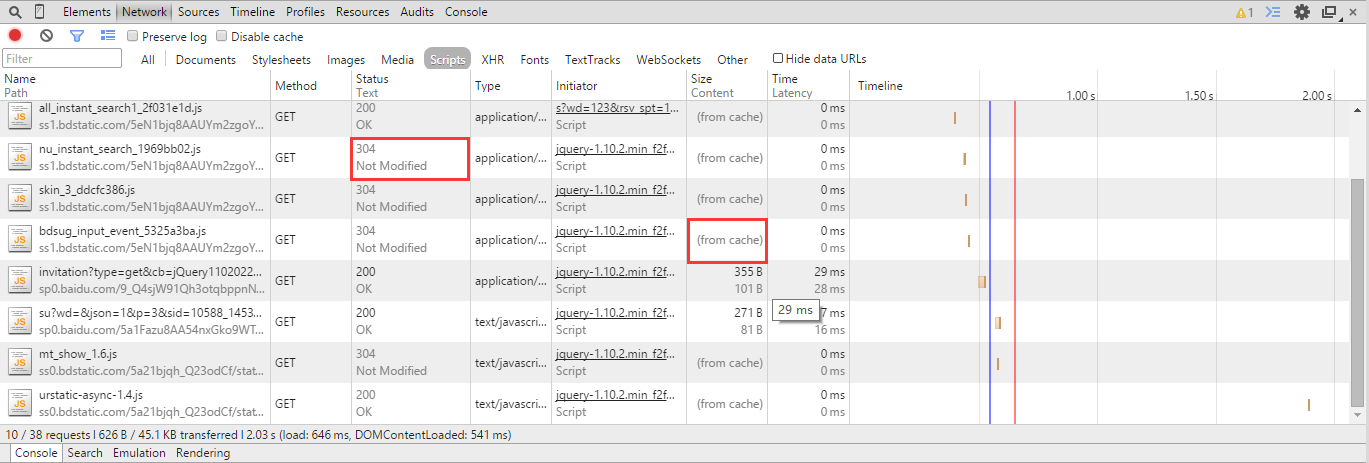 Elements Network Sources Timeline Profiles Resources Audits Console 1
Preserve log Disable cache
Filter All Documents Stylesheets Images Media Scripts XHR Fonts TextTracks WebSockets Other Hide data URLs
Name Method Status Type Initiator Size Time Timeline
Path Text Content Latency 1.00 s 1.50 s 2.00 s
all_instant_search1_2f031e1d.js GET 200 application/... s?wd=123&rsv_spt=1... (from cache) 0 ms
ss1.bdstatic.com/5eN1bjq8AAUYm2zgoY... OK Script 0 ms
nu_instant_search_1969bb02.js GET 304 application/... jquery-1.10.2.min_f2f... (from cache) 0 ms
ss1.bdstatic.com/5eN1bjq8AAUYm2zgoY... Not Modified Script 0 ms
skin_3_ddcfc386.js GET 304 application/... jquery-1.10.2.min_f2f... (from cache) 0 ms
ss1.bdstatic.com/5eN1bjq8AAUYm2zgoY... Not Modified Script 0 ms
bdsug_input_event_5325a3ba.js GET 304 application/... jquery-1.10.2.min_f2f... (from cache) 0 ms
ss1.bdstatic.com/5eN1bjq8AAUYm2zgoY... Not Modified Script 0 ms
invitation?type=get&cb=jQuery1102022... GET 200 application/... jquery-1.10.2.min_f2f... 355 B 29 ms
sp0.baidu.com/9_Q4sjW91Qh3otqbppnN... OK Script 101 B 28 ms
su?wd=&json=1&p=3&sid=10588_1453... GET 200 text/javascri... jquery-1.10.2.min_f2f... 271 B 29 ms 7 ms
sp0.baidu.com/5a1Fazu8AA54nxGko9WT... OK Script 81 B 16 ms
mt_show_1.6.js GET 304 text/javascri... jquery-1.10.2.min_f2f... (from cache) 0 ms
ss0.bdstatic.com/5a21bjqh_Q23odCf/stat... Not Modified Script 0 ms
urstatic-async-1.4.js GET 200 text/javascri... jquery-1.10.2.min_f2f... (from cache) 0 ms
ss0.bdstatic.com/5a21bjqh_Q23odCf/stat... OK Script 0 ms
10 / 38 requests | 626 B / 45.1 KB transferred | 2.03 s (load: 646 ms, DOMContentLoaded: 541 ms)
Console Search Emulation Rendering